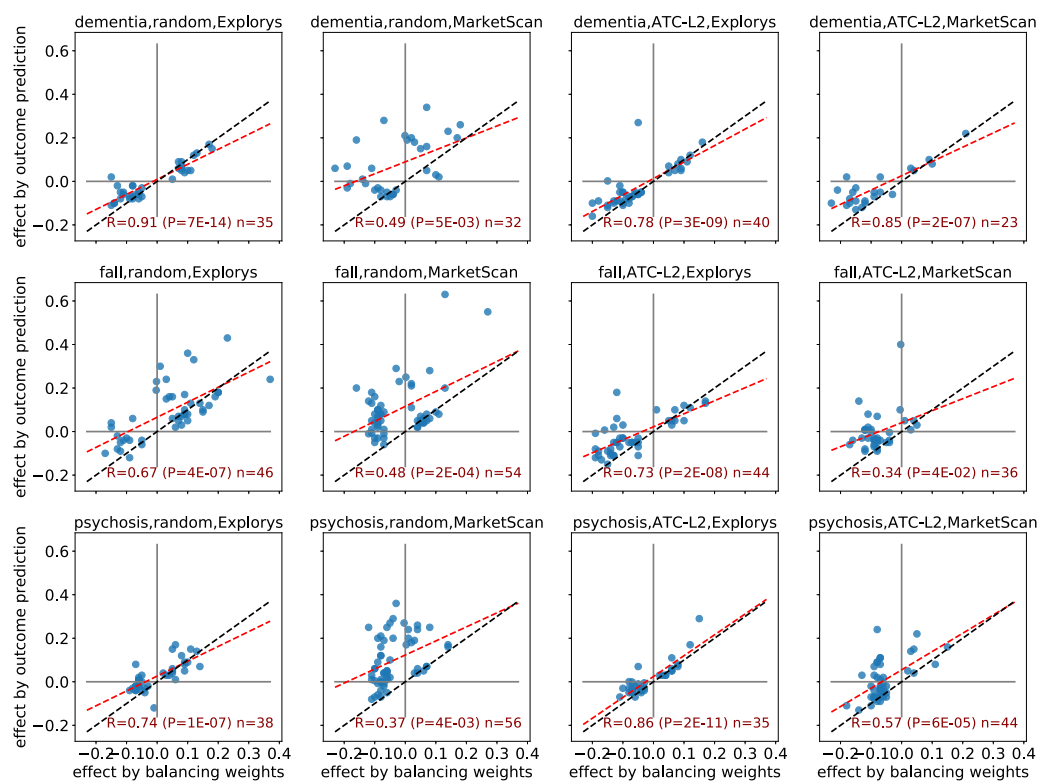 dementia,random,Explorys
dementia,random,MarketScan
dementia,ATC-L2,Explorys
dementia,ATC-L2,MarketScan
effect by outcome prediction
0.6
0.4
0.2
0.0
−0.2
R=0.91 (P=7E-14) n=35
R=0.49 (P=5E-03) n=32
R=0.78 (P=3E-09) n=40
R=0.85 (P=2E-07) n=23
fall,random,Explorys
fall,random,MarketScan
fall,ATC-L2,Explorys
fall,ATC-L2,MarketScan
effect by outcome prediction
0.6
0.4
0.2
0.0
−0.2
R=0.67 (P=4E-07) n=46
R=0.48 (P=2E-04) n=54
R=0.73 (P=2E-08) n=44
R=0.34 (P=4E-02) n=36
psychosis,random,Explorys
psychosis,random,MarketScan
psychosis,ATC-L2,Explorys
psychosis,ATC-L2,MarketScan
effect by outcome prediction
0.6
0.4
0.2
0.0
−0.2
R=0.74 (P=1E-07) n=38
R=0.37 (P=4E-03) n=56
R=0.86 (P=2E-11) n=35
R=0.57 (P=6E-05) n=44
−0.2−0.1 0.0 0.1 0.2 0.3 0.4
−0.2−0.1 0.0 0.1 0.2 0.3 0.4
−0.2−0.1 0.0 0.1 0.2 0.3 0.4
−0.2−0.1 0.0 0.1 0.2 0.3 0.4
effect by balancing weights
effect by balancing weights
effect by balancing weights
effect by balancing weights